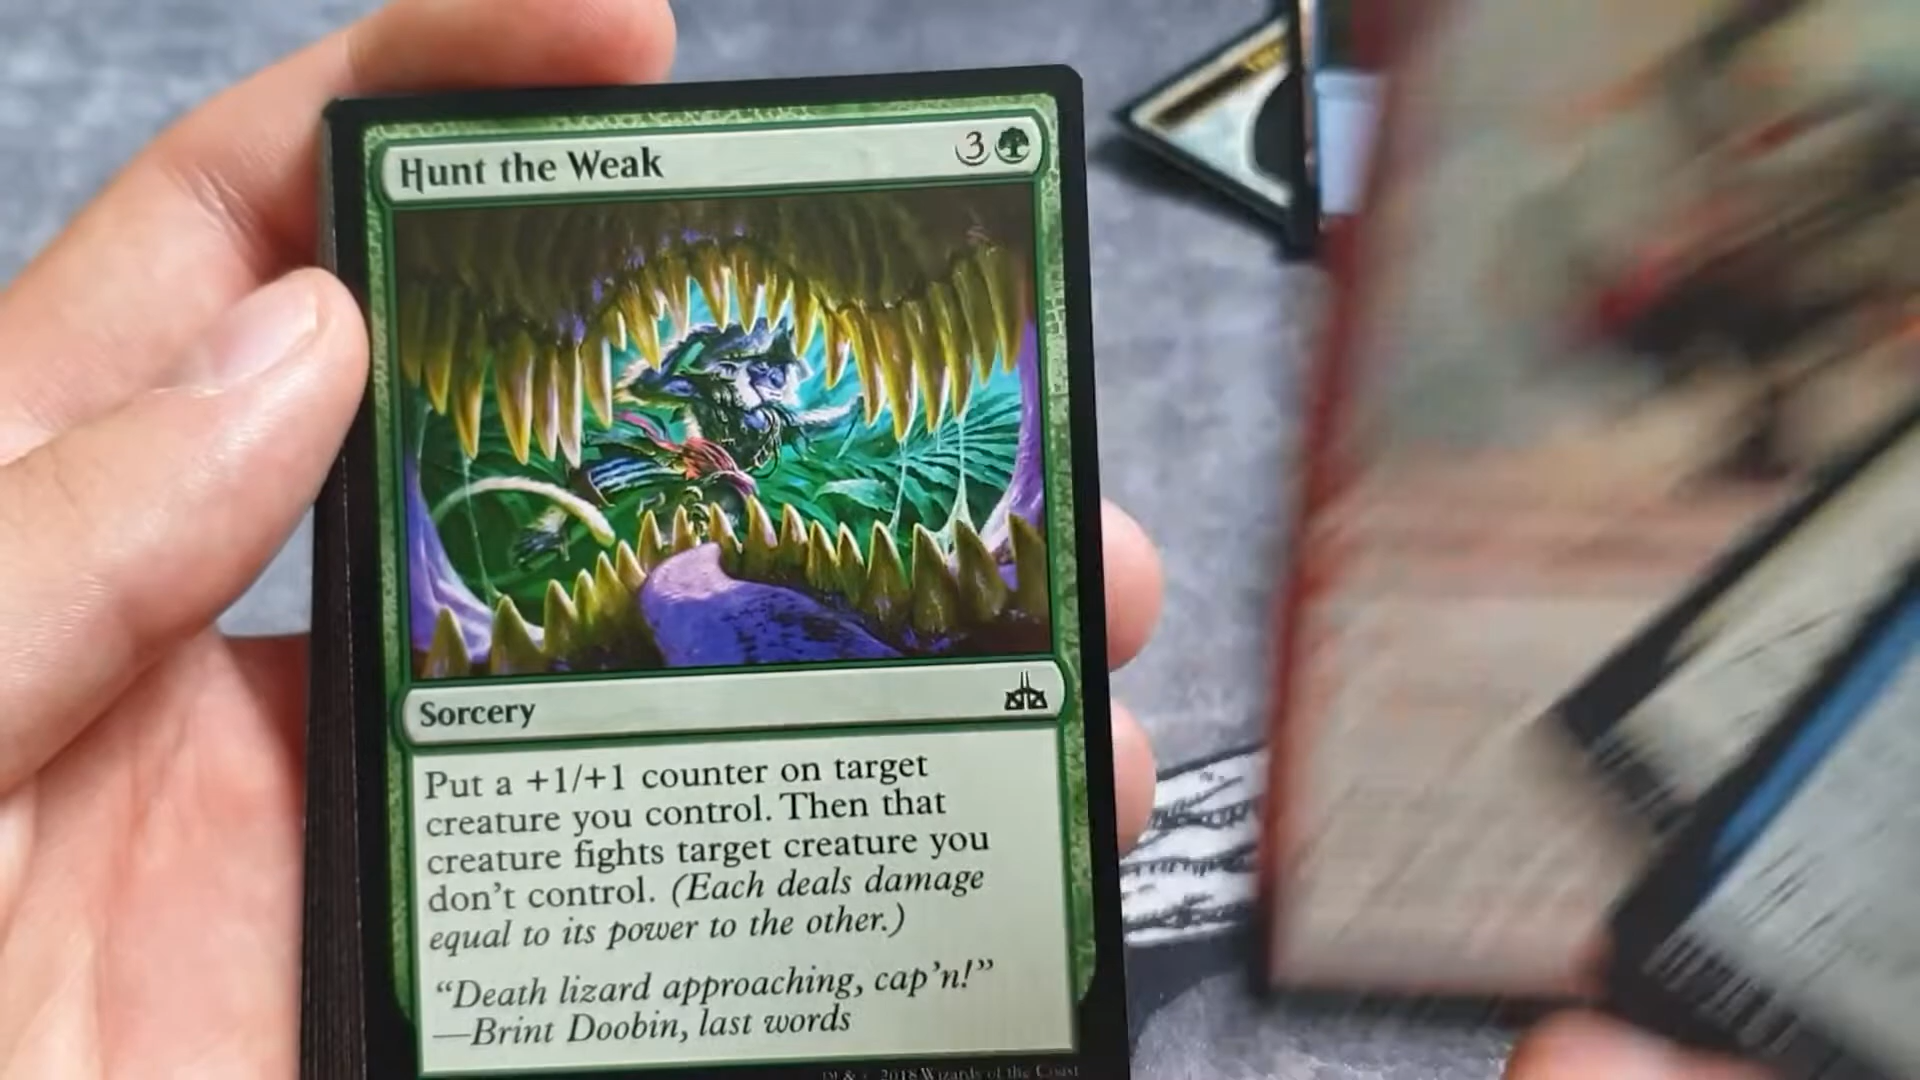 Hunt the Weak
3
Sorcery
Put a +1/+1 counter on target
creature you control. Then that
creature fights target creature you
don't control. (Each deals damage
equal to its power to the other.)
“Death lizard approaching, cap'n!”
—Brint Doobin, last words
™ & © 2018 Wizards of the Coast